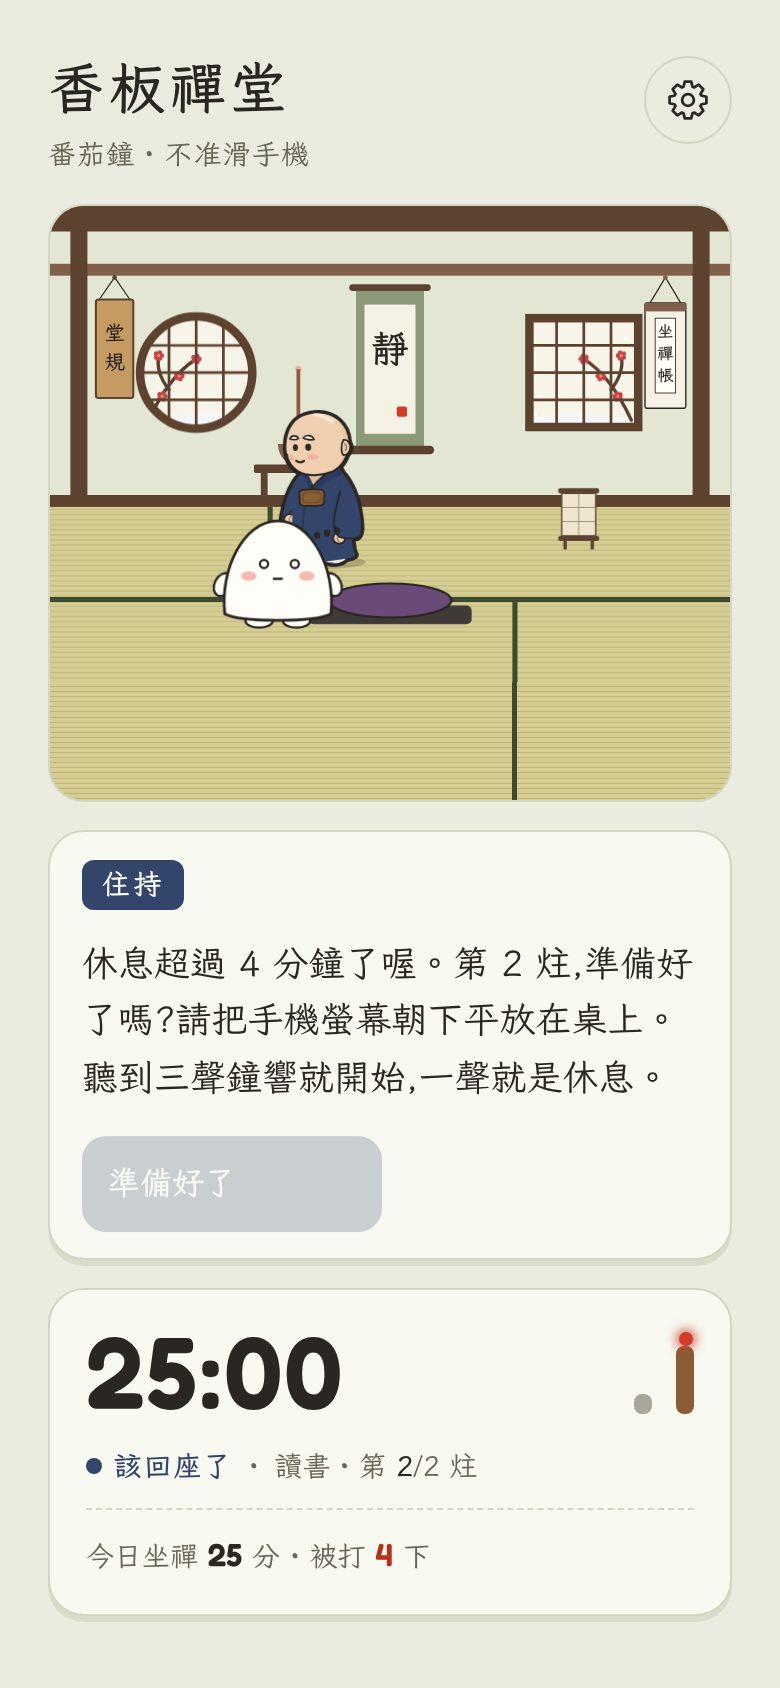 香板禪堂
番茄鐘・不准滑手機
堂規
靜
坐禪帳
住持
休息超過 4 分鐘了喔。第 2 炷,準備好
了嗎?請把手機螢幕朝下平放在桌上。
聽到三聲鐘響就開始,一聲就是休息。
準備好了
25:00
該回座了 ・ 讀書・第 2/2 炷
今日坐禪 25 分・被打 4 下